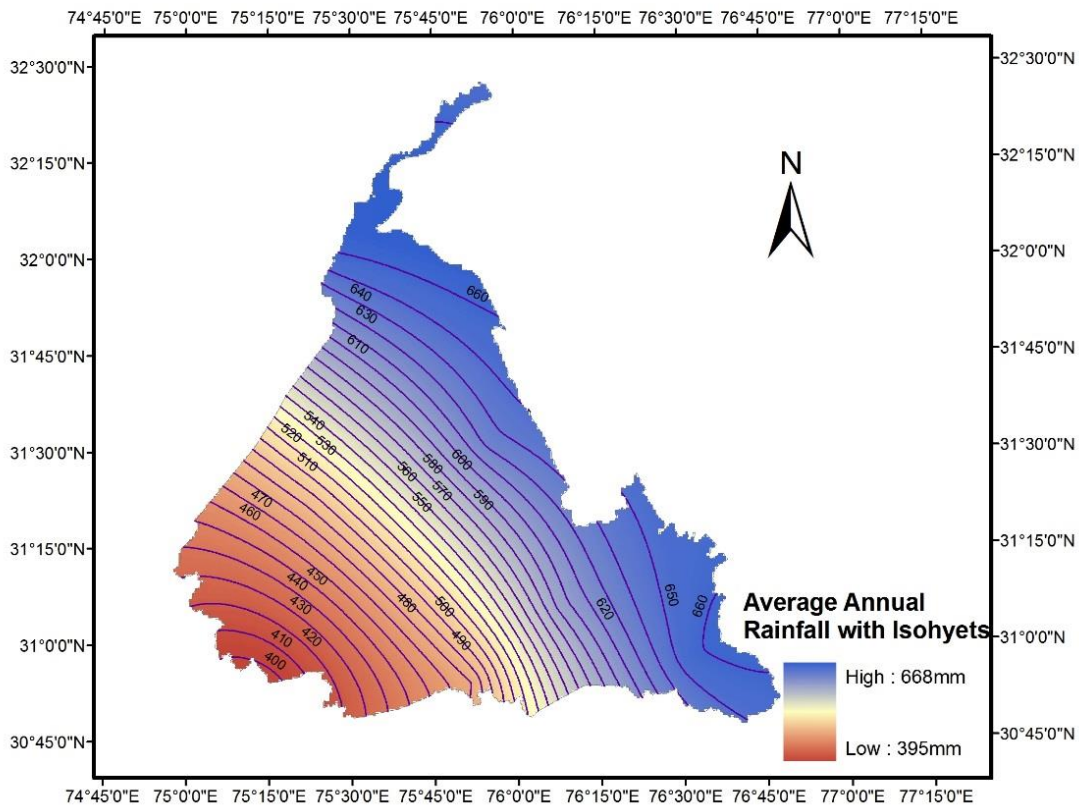 74°45'0"E 75°0'0"E 75°15'0"E 75°30'0"E 75°45'0"E 76°0'0"E 76°15'0"E 76°30'0"E 76°45'0"E 77°0'0"E 77°15'0"E
32°30'0"N 32°30'0"N
N
32°15'0"N 32°15'0"N
32°0'0"N 32°0'0"N
660
640
630
610
31°45'0"N 31°45'0"N
540
520 530
510
600
580
560 570 590
550
31°30'0"N 31°30'0"N
470
460
31°15'0"N 31°15'0"N
450
440
430
420
410
400
480
500
490
620
650
660
31°0'0"N 31°0'0"N
Average Annual
Rainfall with Isohyets
High : 668mm
Low : 395mm
30°45'0"N 30°45'0"N
74°45'0"E 75°0'0"E 75°15'0"E 75°30'0"E 75°45'0"E 76°0'0"E 76°15'0"E 76°30'0"E 76°45'0"E 77°0'0"E 77°15'0"E